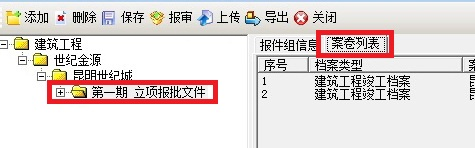 添加 删除 保存 报审 上传 导出 关闭
建筑工程
世纪金源
昆明世纪城
第一期 立项报批文件
报件组信息 案卷列表
序号 档案类型
1 建筑工程竣工档案
2 建筑工程竣工档案